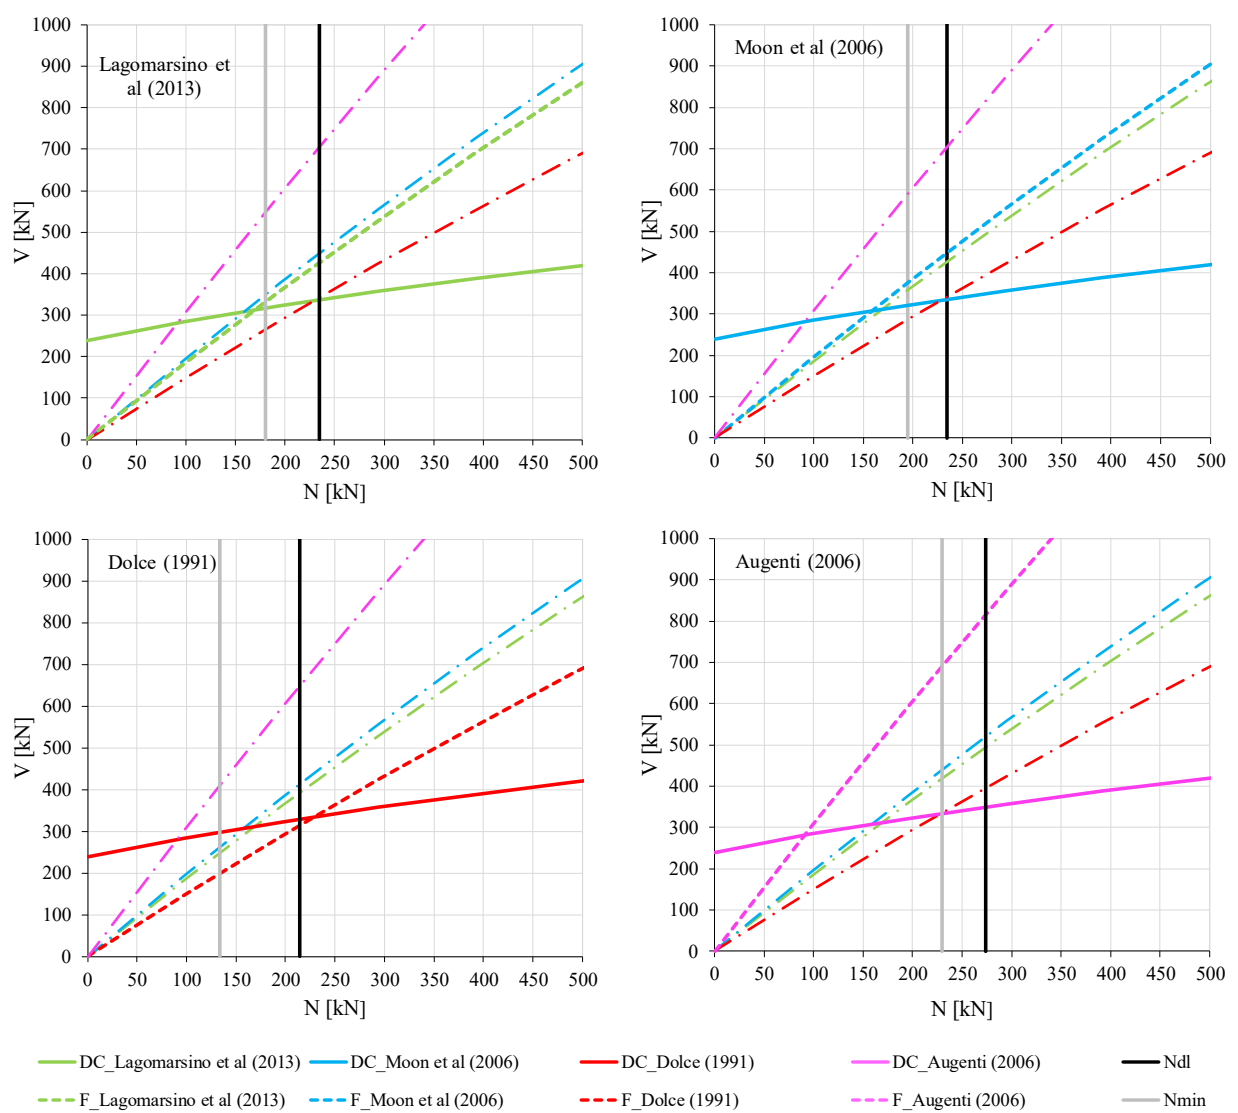 1000
900
800
700
600
500
400
300
200
100
0
V [kN]
Lagomarsino et
al (2013)
0 50 100 150 200 250 300 350 400 450 500
N [kN]
1000
900
800
700
600
500
400
300
200
100
0
V [kN]
Moon et al (2006)
0 50 100 150 200 250 300 350 400 450 500
N [kN]
1000
900
800
700
600
500
400
300
200
100
0
V [kN]
Dolce (1991)
0 50 100 150 200 250 300 350 400 450 500
N [kN]
1000
900
800
700
600
500
400
300
200
100
0
V [kN]
Augenti (2006)
0 50 100 150 200 250 300 350 400 450 500
N [kN]
DC_Lagomarsino et al (2013) DC_Moon et al (2006) DC_Dolce (1991) DC_Augenti (2006) Ndl
F_Lagomarsino et al (2013) F_Moon et al (2006) F_Dolce (1991) F_Augenti (2006) Nmin